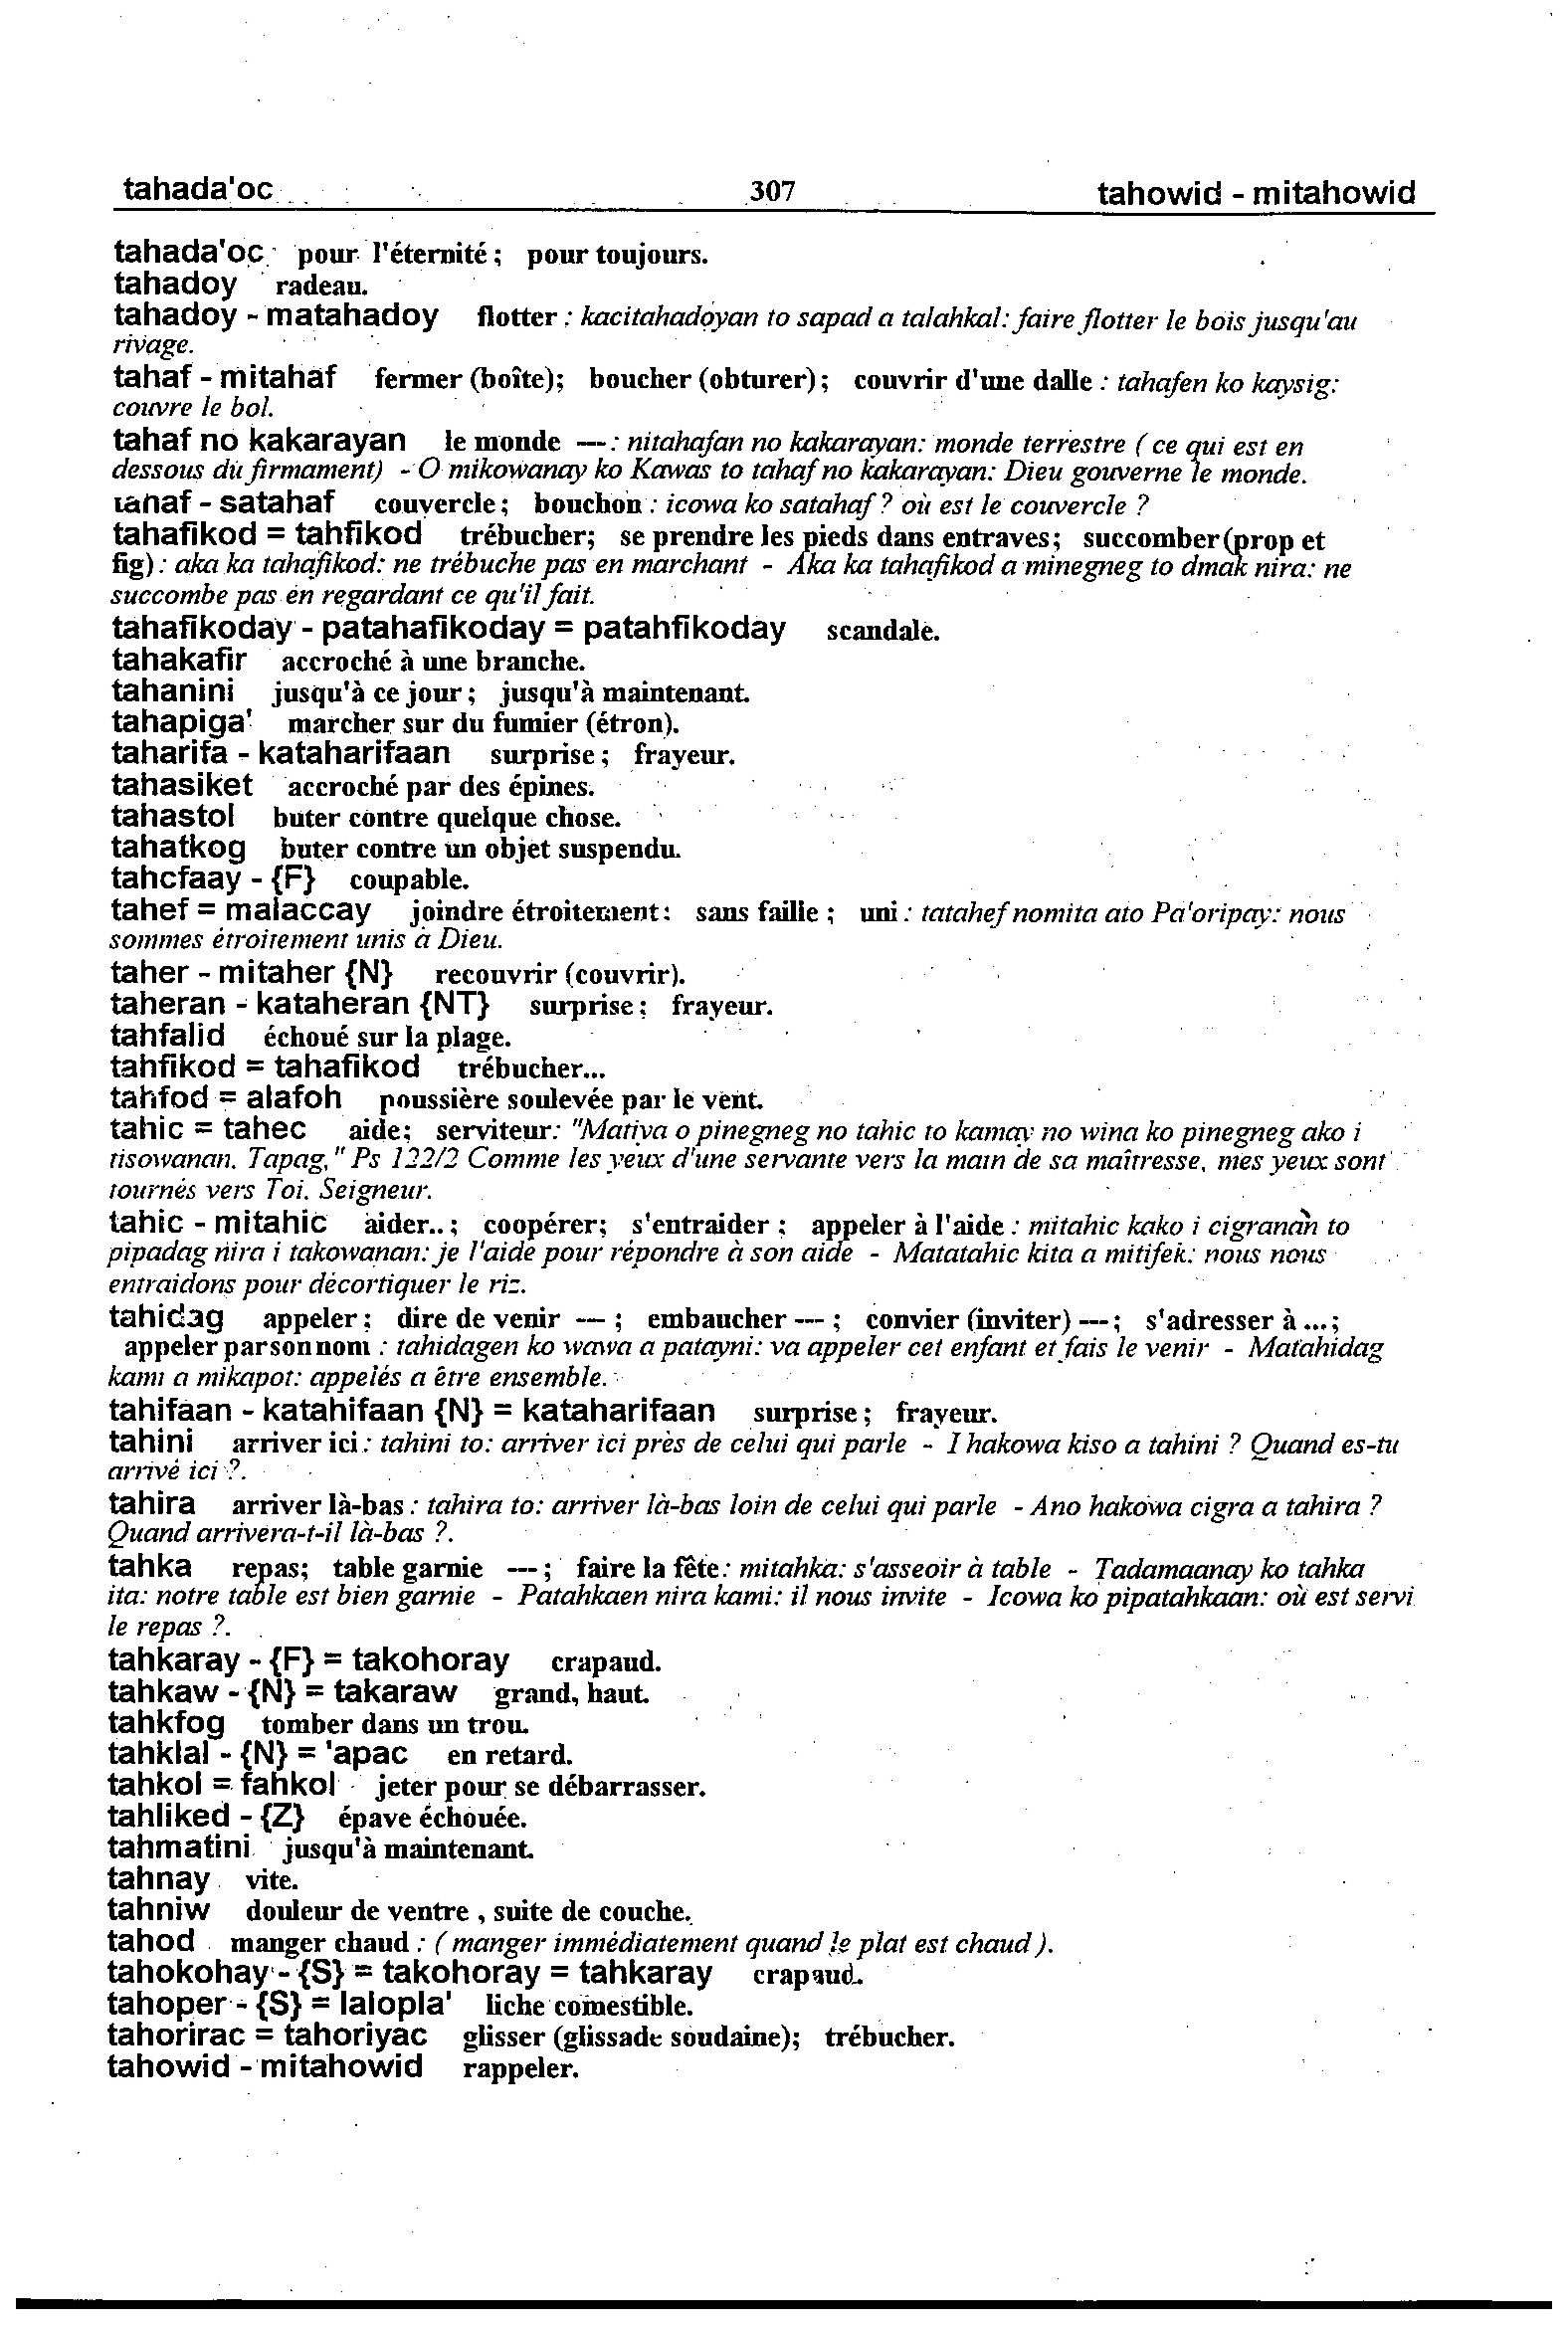 tahada'oc 307 tahowid - mitahowid
tahada'oc pour l'éternité ; pour toujours.
tahadoy radeau.
tahadoy - matahadoy flotter : kacitahadoyan to sapad a talahkal: faire flotter le bois jusqu'au
rivage.
tahaf - mitahaf fermer (boîte); boucher (obturer) ; couvrir d'une dalle : tahafen ko kaysig:
couvre le bol.
tahaf no kakarayan le monde — : nitahafan no kakarayan: monde terrestre ( ce qui est en
dessous du firmament) - O mikowanay ko Kawas to tahaf no kakarayan: Dieu gouverne le monde.
tahaf - satahaf couvercle ; bouchon : icowa ko satahaf ? où est le couvercle ?
tahafikod = tahfikod trébucher; se prendre les pieds dans entraves; succomber (prop et
fig) : aka ka tahafikod: ne trébuche pas en marchant - Aka ka tahafikod a minegneg to dmak nira: ne
succombe pas en regardant ce qu'il fait.
tahafikoday - patahafikoday = patahfikoday scandale.
tahakafir accroché à une branche.
tahanini jusqu'à ce jour ; jusqu'à maintenant.
tahapiga' marcher sur du fumier (étron).
taharifa - kataharifaan surprise ; frayeur.
tahasiket accroché par des épines.
tahastol buter contre quelque chose.
tahatkog buter contre un objet suspendu.
tahcfaay - {F} coupable.
tahef = malaccay joindre étroitement: sans faille ; uni : tatahef nomita ato Pa'oripay: nous
sommes étroitement unis à Dieu.
taher - mitaher {N} recouvrir (couvrir).
taheran - kataheran {NT} surprise ; frayeur.
tahfalid échoué sur la plage.
tahfikod = tahafikod trébucher...
tahfod = alafoh poussière soulevée par le vent.
tahic = tahec aide; serviteur: "Matiya o pinegneg no tahic to kamay no wina ko pinegneg ako i
tisowanan. Tapag," Ps 122/2 Comme les yeux d'une servante vers la main de sa maîtresse, mes yeux sont
tournés vers Toi. Seigneur.
tahic - mitahic aider.. ; coopérer; s'entraider ; appeler à l'aide : mitahic kako i cigranan to
pipadag nira i takowanan: je l'aide pour répondre à son aide - Matatahic kita a mitifek: nous nous
entraidons pour décortiquer le riz.
tahidag appeler ; dire de venir — ; embaucher — ; convier (inviter) — ; s'adresser à ... ;
appeler par son nom : tahidagen ko wawa a patayni: va appeler cet enfant et fais le venir - Matahidag
kami a mikapot: appelés a être ensemble.
tahifaan - katahifaan {N} = kataharifaan surprise ; frayeur.
tahini arriver ici : tahini to: arriver ici près de celui qui parle - I hakowa kiso a tahini ? Quand es-tu
arrivé ici ?.
tahira arriver là-bas : tahira to: arriver là-bas loin de celui qui parle - Ano hakowa cigra a tahira ?
Quand arrivera-t-il là-bas ?.
tahka repas; table garnie — ; faire la fête : mitahka: s'asseoir à table - Tadamaanay ko tahka
ita: notre table est bien garnie - Patahkaen nira kami: il nous invite - Icowa ko pipatahkaan: où est servi
le repas ?.
tahkaray - {F} = takohoray crapaud.
tahkaw - {N} = takaraw grand, haut.
tahkfog tomber dans un trou.
tahklal - {N} = 'apac en retard.
tahkol = fahkol jeter pour se débarrasser.
tahliked - {Z} épave échouée.
tahmatini jusqu'à maintenant.
tahnay vite.
tahniw douleur de ventre , suite de couche.
tahod manger chaud : ( manger immédiatement quand le plat est chaud ).
tahokohay - {S} = takohoray = tahkaray crapaud.
tahoper - {S} = lalopla' liche comestible.
tahorirac = tahoriyac glisser (glissade soudaine); trébucher.
tahowid - mitahowid rappeler.